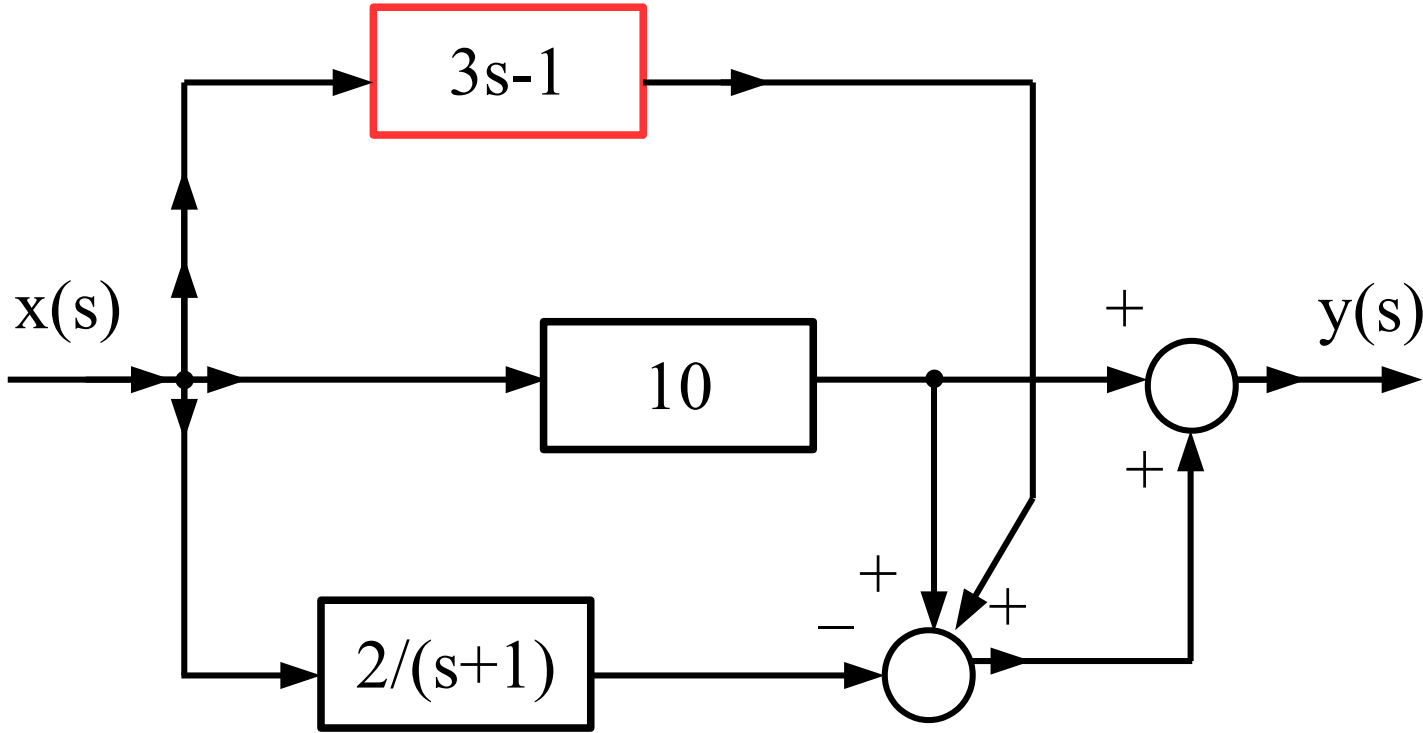 3s-1
x(s)
+
y(s)
10
+
+
+
−
2/(s+1)